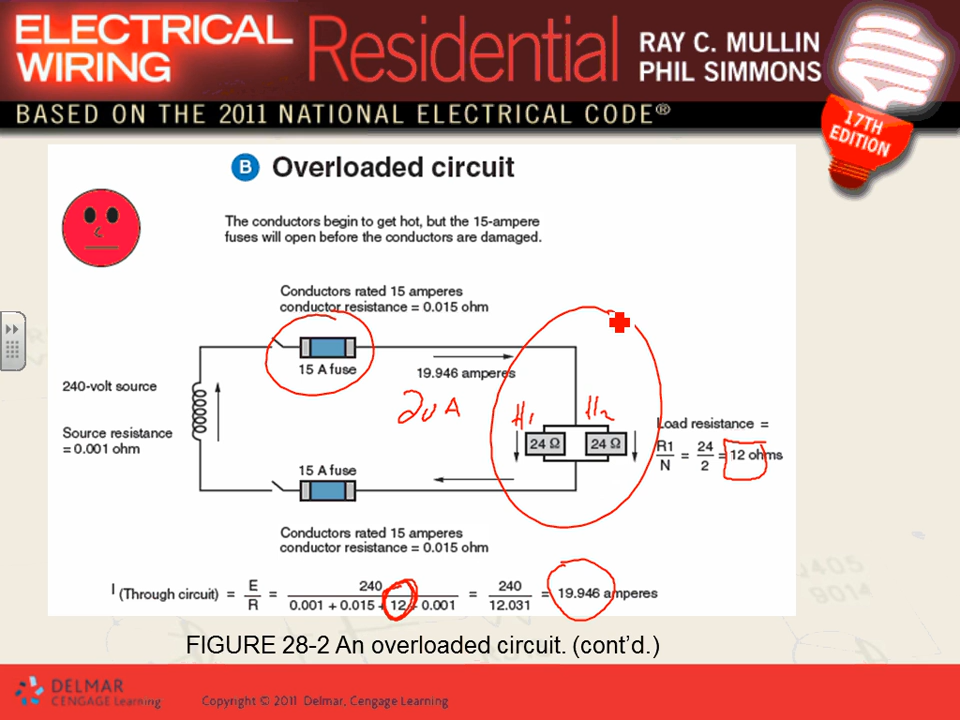 ELECTRICAL
WIRING
Residential
RAY C. MULLIN
PHIL SIMMONS
BASED ON THE 2011 NATIONAL ELECTRICAL CODE®
17TH
EDITION
B Overloaded circuit
The conductors begin to get hot, but the 15-ampere
fuses will open before the conductors are damaged.
Conductors rated 15 amperes
conductor resistance = 0.015 ohm
15 A fuse
19.946 amperes
240-volt source
Source resistance
= 0.001 ohm
20 A
H1 H2
24 Ω 24 Ω
Load resistance =
R1/N = 24/2 = 12 ohms
15 A fuse
Conductors rated 15 amperes
conductor resistance = 0.015 ohm
I (Through circuit) = E/R = 240/0.001 + 0.015 + 12 + 0.001 = 240/12.031 = 19.946 amperes
FIGURE 28-2 An overloaded circuit. (cont'd.)
DELMAR
CENGAGE Learning
Copyright © 2011 Delmar, Cengage Learning